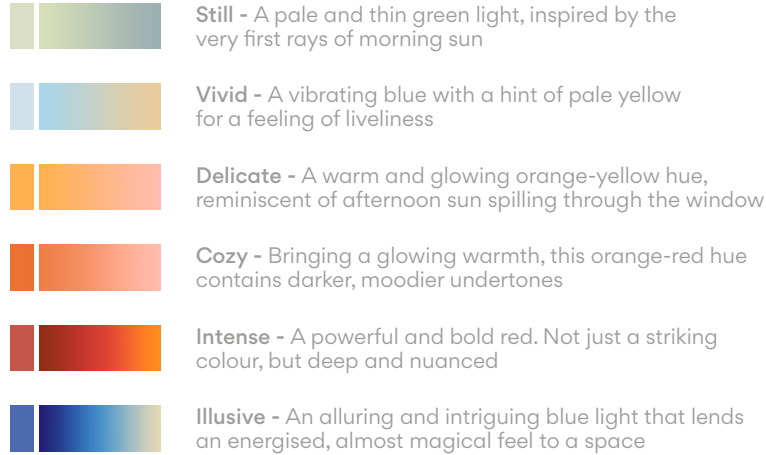 Still - A pale and thin green light, inspired by the
very first rays of morning sun
Vivid - A vibrating blue with a hint of pale yellow
for a feeling of liveliness
Delicate - A warm and glowing orange-yellow hue,
reminiscent of afternoon sun spilling through the window
Cozy - Bringing a glowing warmth, this orange-red hue
contains darker, moodier undertones
Intense - A powerful and bold red. Not just a striking
colour, but deep and nuanced
Illusive - An alluring and intriguing blue light that lends
an energised, almost magical feel to a space